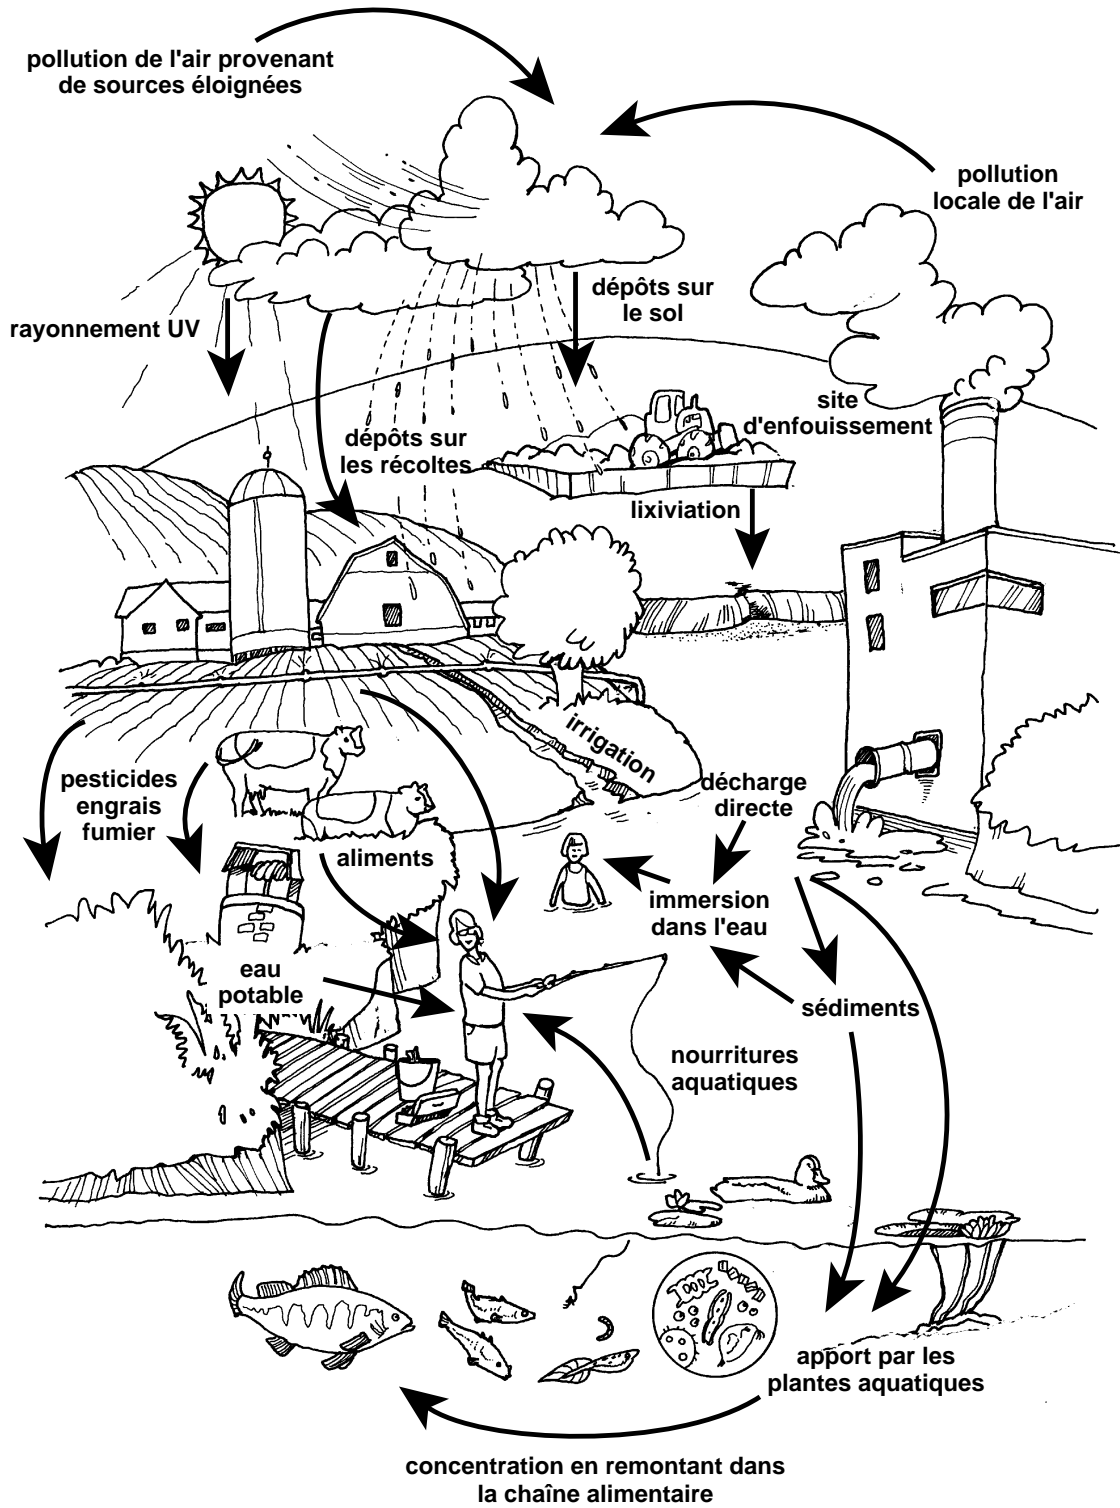 pollution de l'air provenant
de sources éloignées
pollution
locale de l'air
dépôts sur
le sol
rayonnement UV
site
d'enfouissement
dépôts sur
les récoltes
lixiviation
irrigation
pesticides
engrais
fumier
décharge
directe
aliments
immersion
dans l'eau
eau
potable
sédiments
nourritures
aquatiques
apport par les
plantes aquatiques
concentration en remontant dans
la chaîne alimentaire